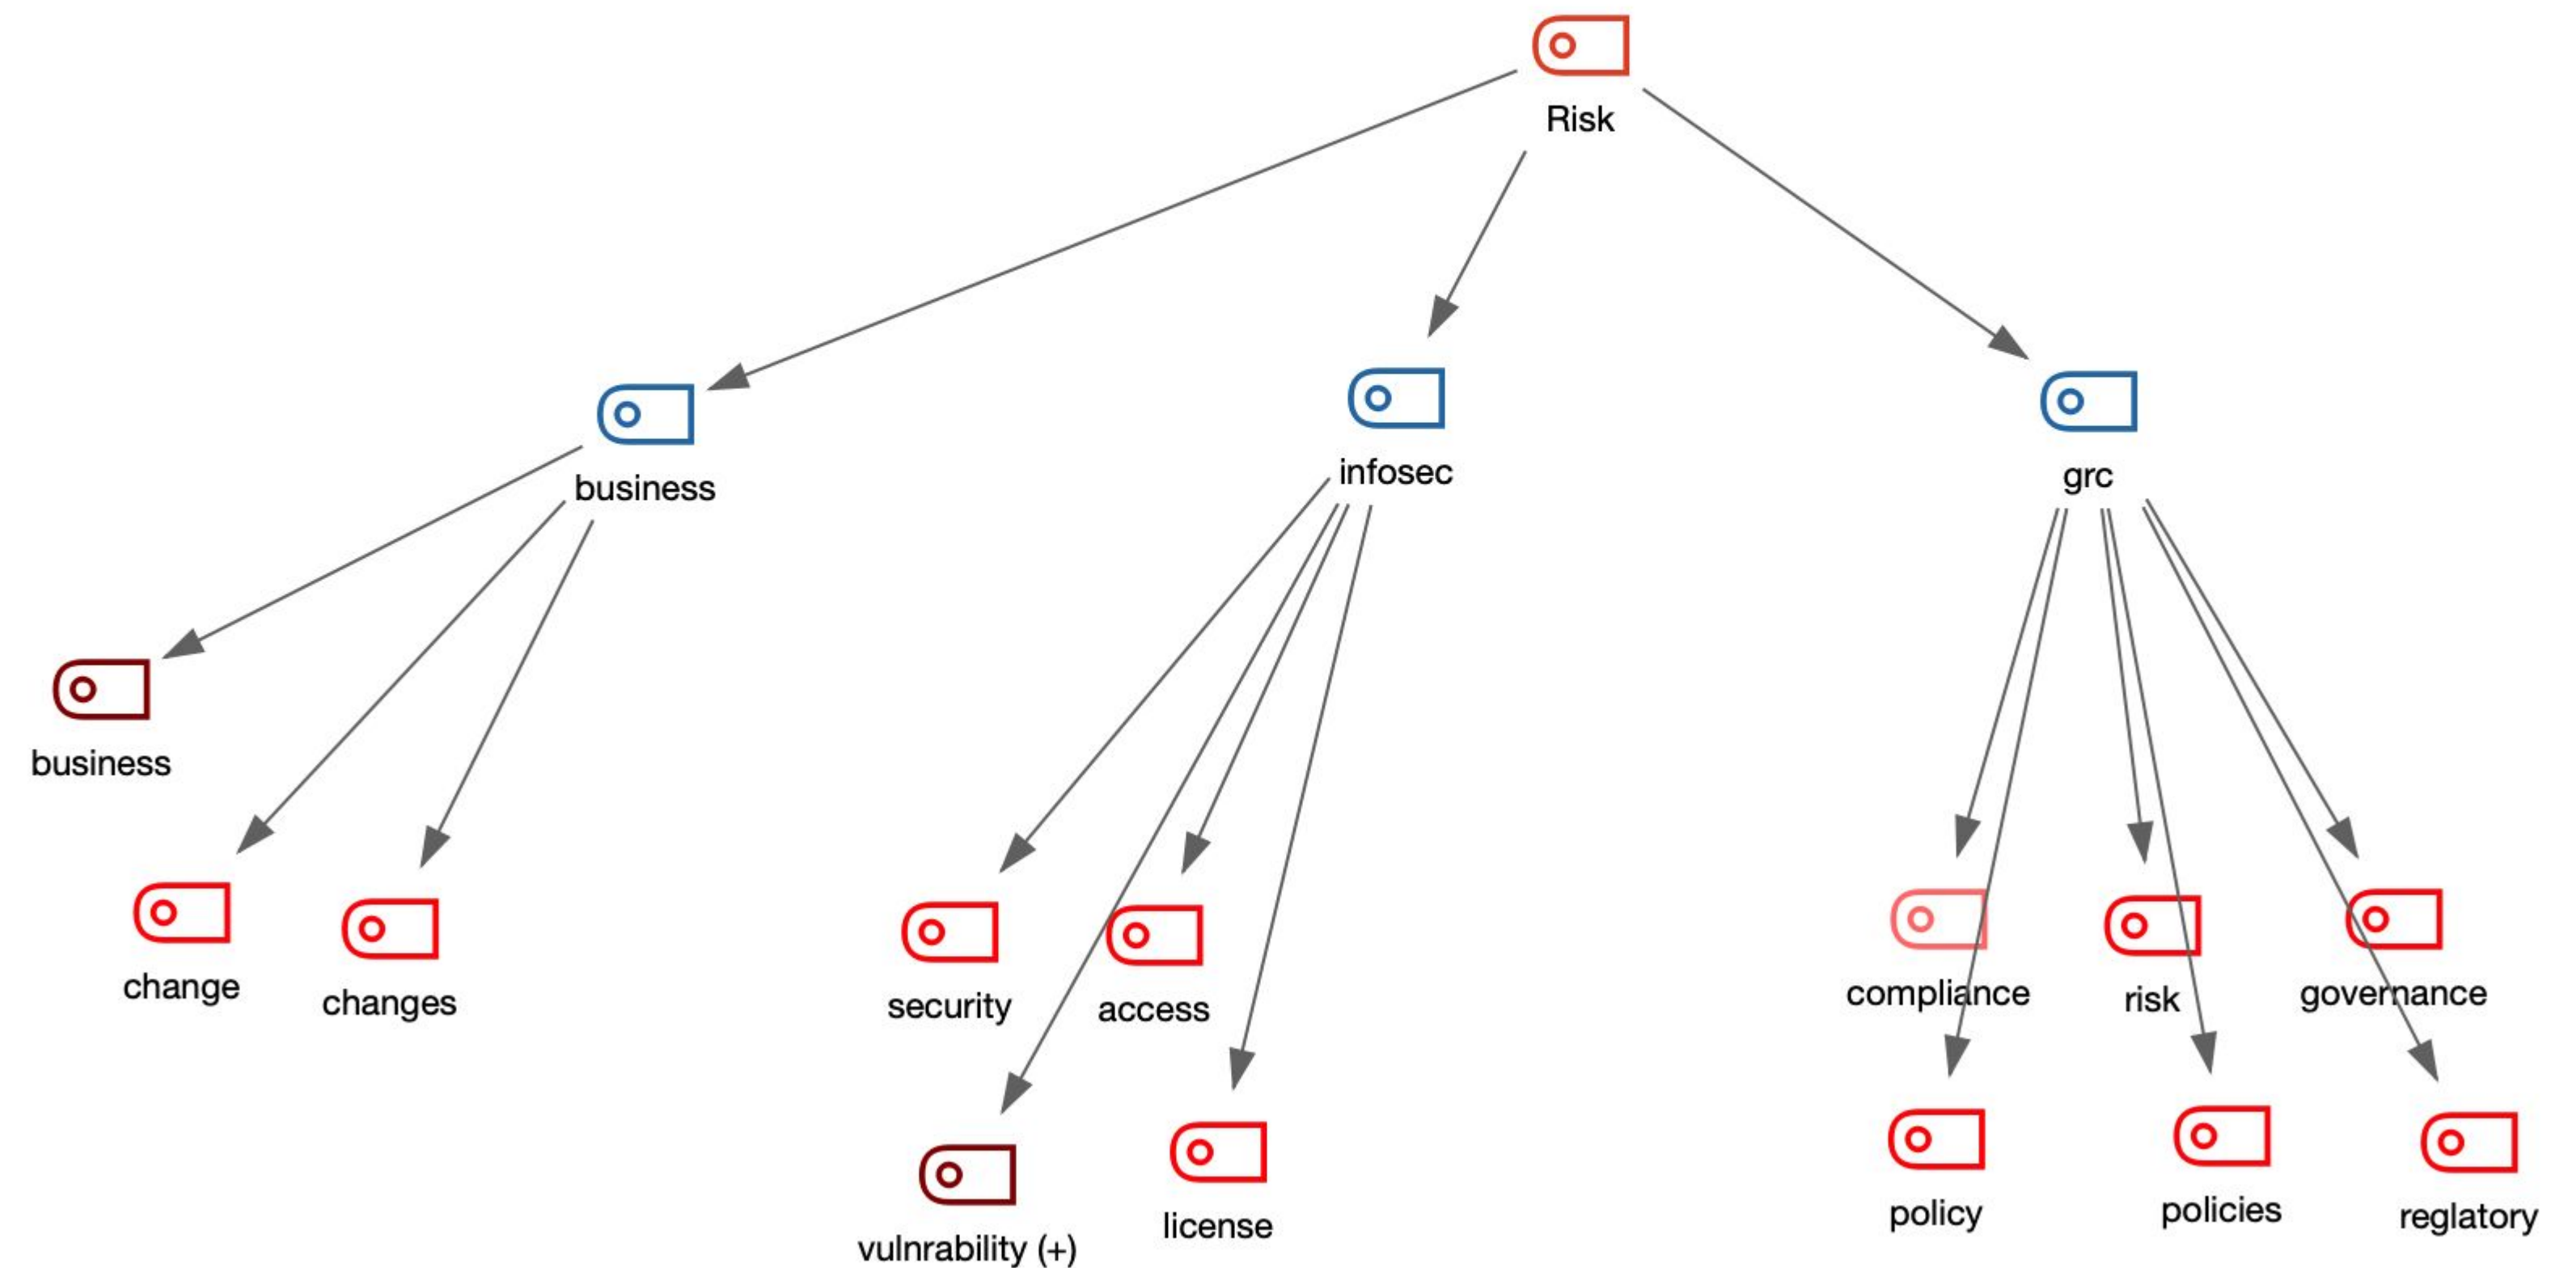 Risk
business
infosec
grc
business
change
changes
security
access
compliance
risk
governance
vulnrability (+)
license
policy
policies
reglatory